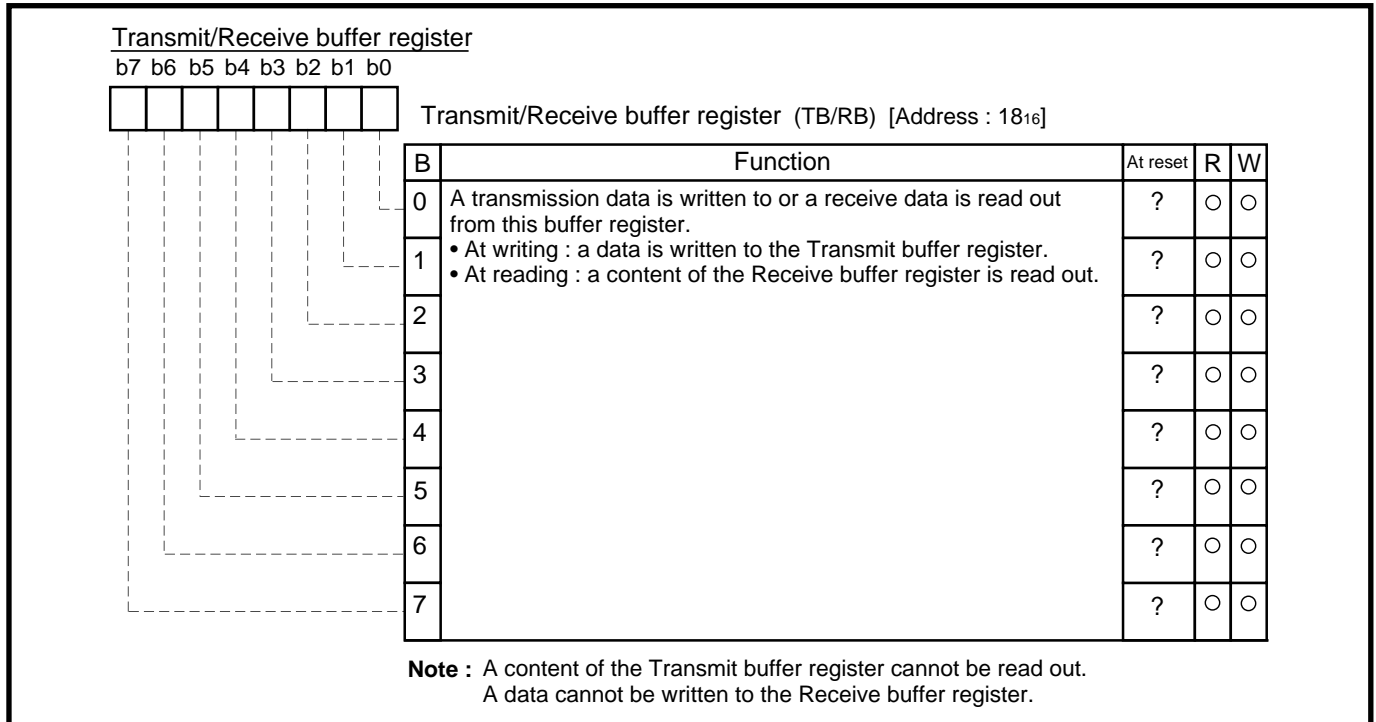 Transmit/Receive buffer register
b7 b6 b5 b4 b3 b2 b1 b0
Transmit/Receive buffer register (TB/RB) [Address : 18₁₆]
B Function At reset R W
0 A transmission data is written to or a receive data is read out ? ○ ○
from this buffer register.
• At writing : a data is written to the Transmit buffer register.
1 ? ○ ○
• At reading : a content of the Receive buffer register is read out.
2 ? ○ ○
3 ? ○ ○
4 ? ○ ○
5 ? ○ ○
6 ? ○ ○
7 ? ○ ○
Note : A content of the Transmit buffer register cannot be read out.
A data cannot be written to the Receive buffer register.